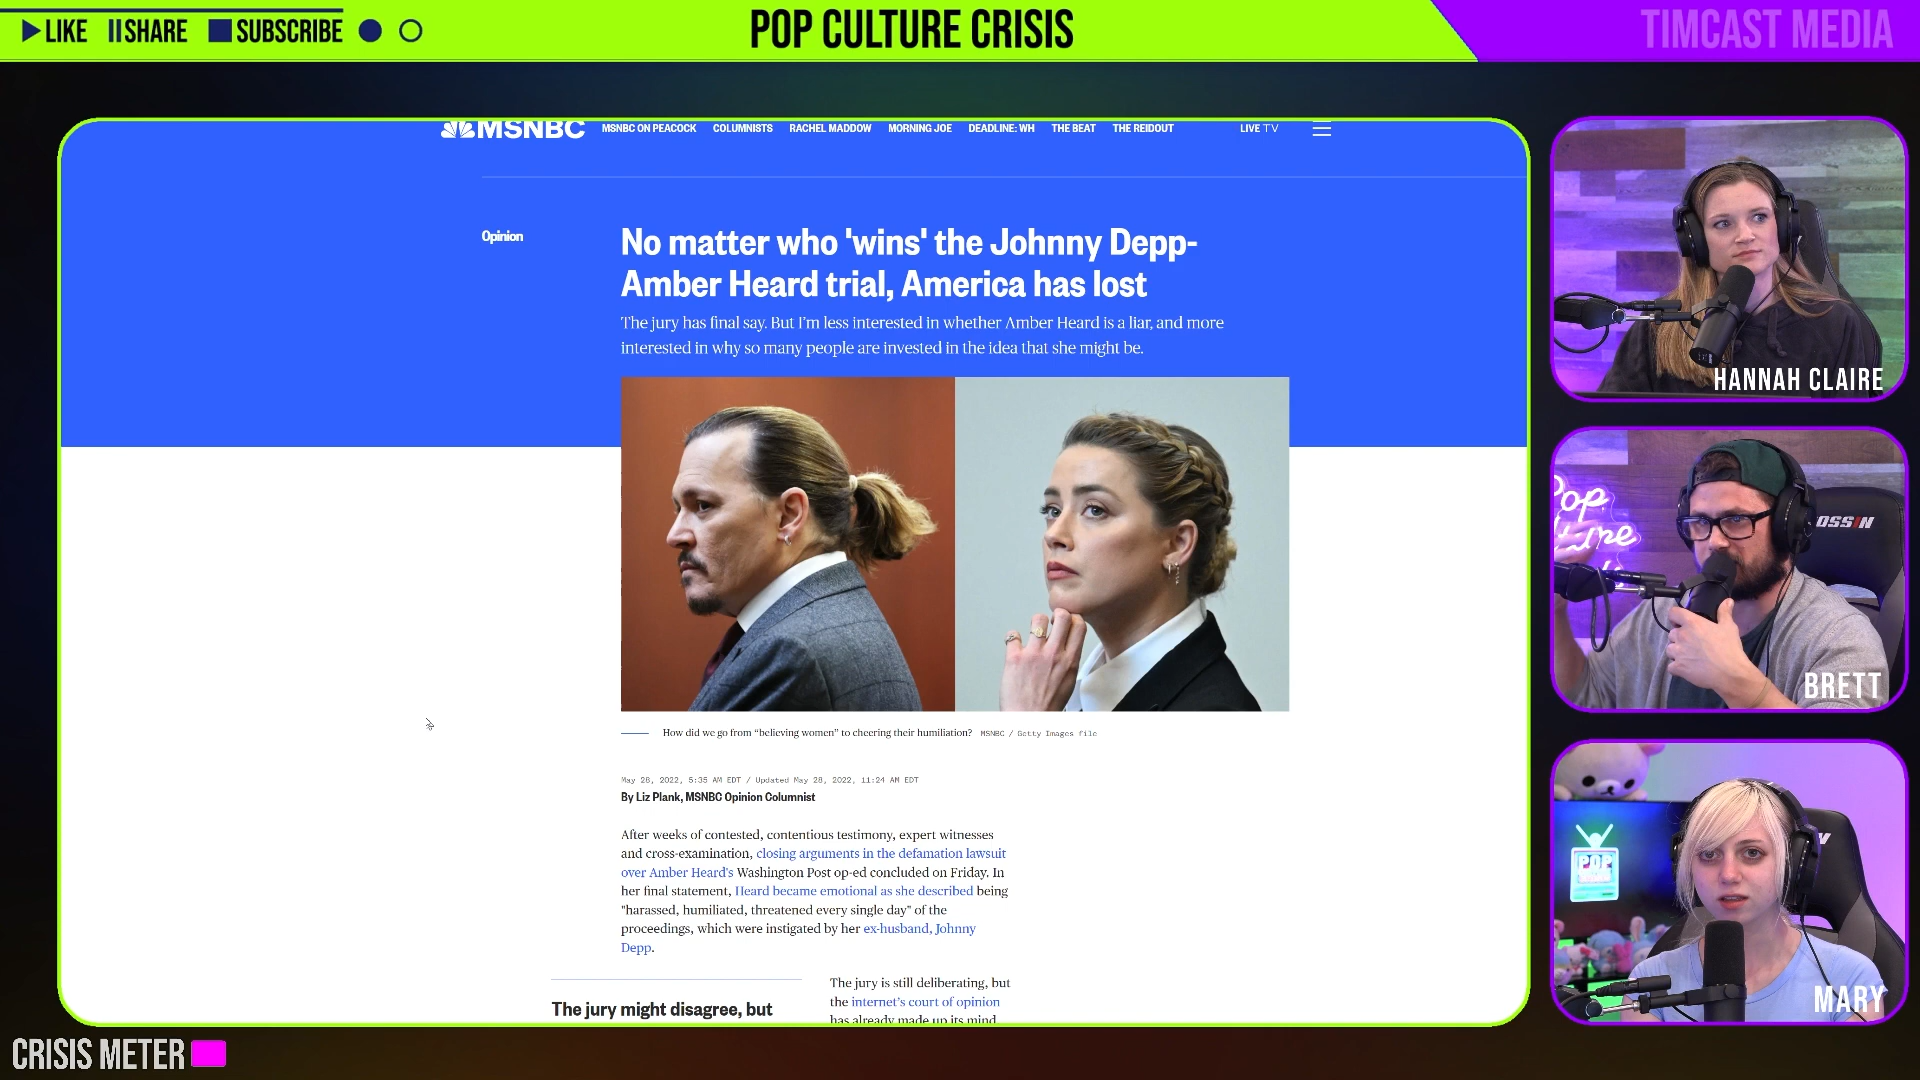 LIKE SHARE SUBSCRIBE
POP CULTURE CRISIS
TIMCAST MEDIA
MSNBC MSNBC ON PEACOCK COLUMNISTS RACHEL MADDOW MORNING JOE DEADLINE: WH THE BEAT THE REIDOUT LIVE TV
Opinion
No matter who 'wins' the Johnny Depp-
Amber Heard trial, America has lost
The jury has final say. But I'm less interested in whether Amber Heard is a liar, and more
interested in why so many people are invested in the idea that she might be.
How did we go from “believing women” to cheering their humiliation? MSNBC / Getty Images file
May 28, 2022, 5:35 AM EDT / Updated May 28, 2022, 11:24 AM EDT
By Liz Plank, MSNBC Opinion Columnist
After weeks of contested, contentious testimony, expert witnesses
and cross-examination, closing arguments in the defamation lawsuit
over Amber Heard's Washington Post op-ed concluded on Friday. In
her final statement, Heard became emotional as she described being
"harassed, humiliated, threatened every single day" of the
proceedings, which were instigated by her ex-husband, Johnny
Depp.
The jury might disagree, but
The jury is still deliberating, but
the internet's court of opinion
has already made up its mind
HANNAH CLAIRE
Pop
OSSIN
BRETT
POP
MARY
CRISIS METER